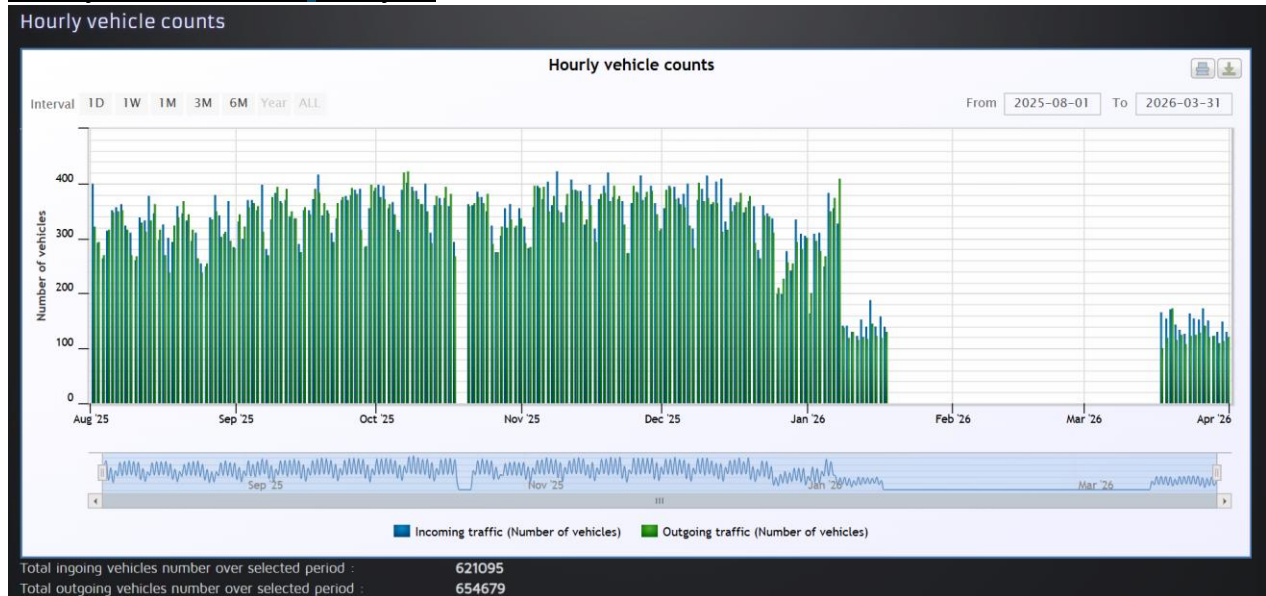 Hourly vehicle counts
Hourly vehicle counts
Interval 1D 1W 1M 3M 6M Year ALL From 2025-08-01 To 2026-03-31
Number of vehicles
400
300
200
100
0
Aug '25 Sep '25 Oct '25 Nov '25 Dec '25 Jan '26 Feb '26 Mar '26 Apr '26
Sep '25 Nov '25 Jan '26 Mar '26
Incoming traffic (Number of vehicles) Outgoing traffic (Number of vehicles)
Total ingoing vehicles number over selected period : 621095
Total outgoing vehicles number over selected period : 654679